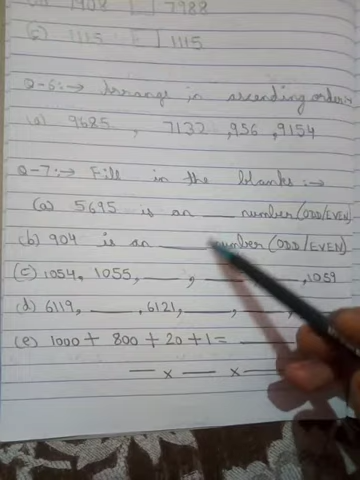 1908 [ ] 7988
(c) 1115 [ ] 1115
Q-6:→ Arrange in ascending order:
(a) 9685, 7132, 956, 9154
Q-7:→ Fill in the blanks:→
(a) 5695 is an ___ number (ODD/EVEN)
(b) 904 is an ___ number (ODD/EVEN)
(c) 1054, 1055, ___, ___, ,1059
(d) 6119, ___, 6121, ___, ___,
(e) 1000 + 800 + 20 + 1 = ___
— x — x —